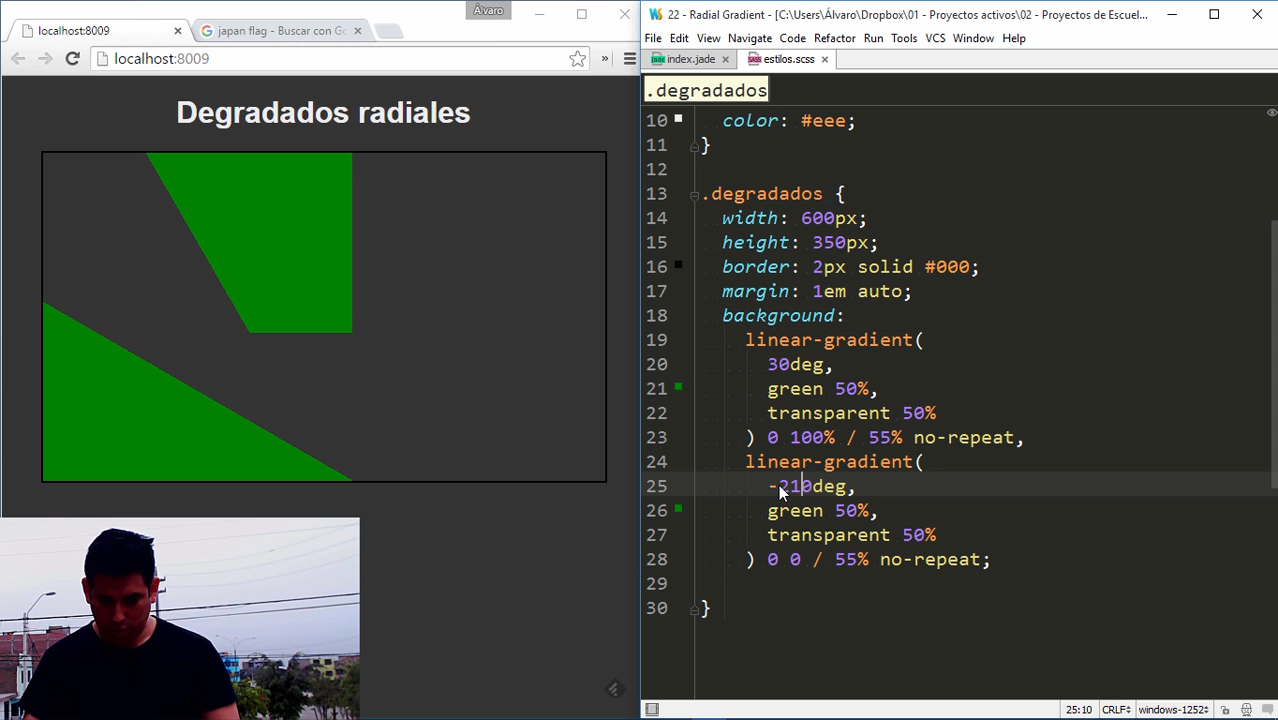 Álvaro
22 - Radial Gradient - [C:\Users\Álvaro\Dropbox\01 - Proyectos activos\02 - Proyectos de Escuel...
localhost:8009
japan flag - Buscar con Go
File Edit View Navigate Code Refactor Run Tools VCS Window Help
localhost:8009
index.jade
estilos.scss
.degradados
Degradados radiales
10 color: #eee;
11 }
12
13 .degradados {
14 width: 600px;
15 height: 350px;
16 border: 2px solid #000;
17 margin: 1em auto;
18 background:
19 linear-gradient(
20 30deg,
21 green 50%,
22 transparent 50%
23 ) 0 100% / 55% no-repeat,
24 linear-gradient(
25 -210deg,
26 green 50%,
27 transparent 50%
28 ) 0 0 / 55% no-repeat;
29
30 }
25:10 CRLF windows-1252